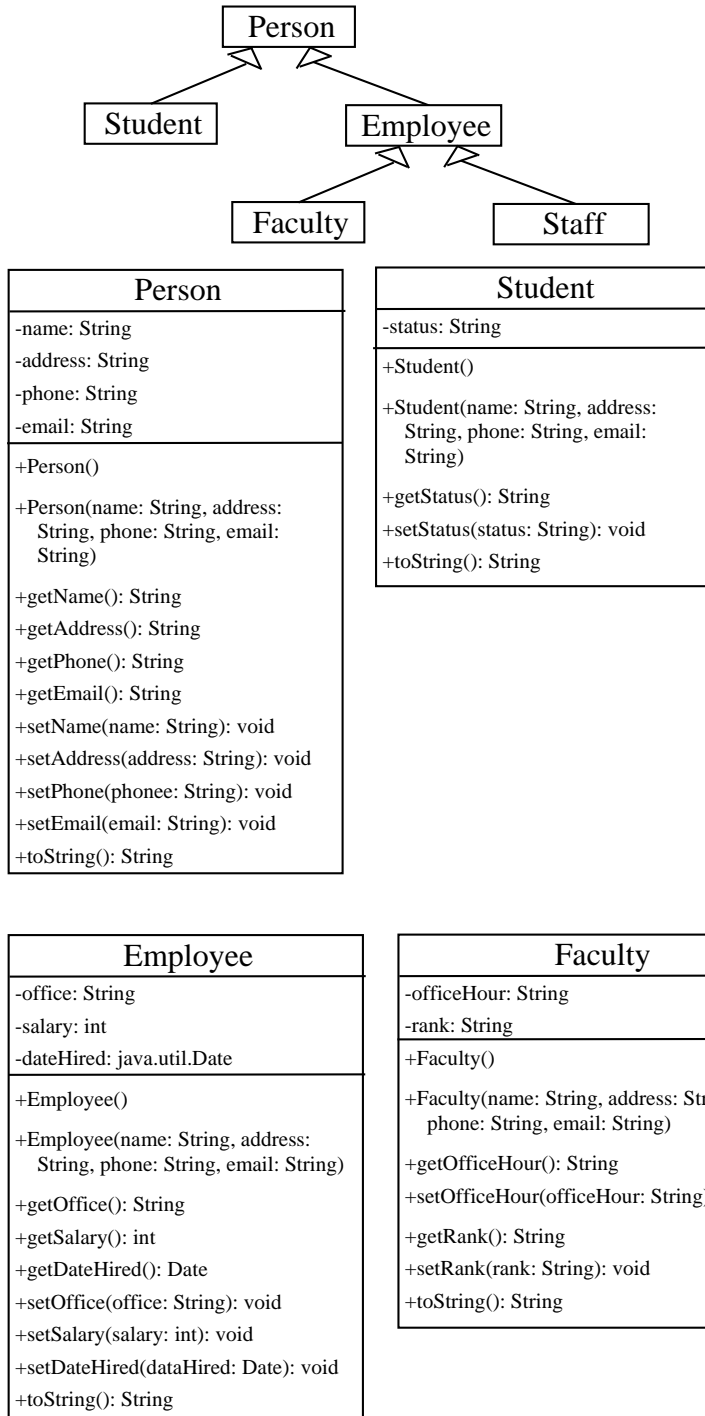 Person
Student
Employee
Faculty
Staff
Person
-name: String
-address: String
-phone: String
-email: String
+Person()
+Person(name: String, address:
String, phone: String, email:
String)
+getName(): String
+getAddress(): String
+getPhone(): String
+getEmail(): String
+setName(name: String): void
+setAddress(address: String): void
+setPhone(phonee: String): void
+setEmail(email: String): void
+toString(): String
Student
-status: String
+Student()
+Student(name: String, address:
String, phone: String, email:
String)
+getStatus(): String
+setStatus(status: String): void
+toString(): String
Employee
-office: String
-salary: int
-dateHired: java.util.Date
+Employee()
+Employee(name: String, address:
String, phone: String, email: String)
+getOffice(): String
+getSalary(): int
+getDateHired(): Date
+setOffice(office: String): void
+setSalary(salary: int): void
+setDateHired(dataHired: Date): void
+toString(): String
Faculty
-officeHour: String
-rank: String
+Faculty()
+Faculty(name: String, address:
phone: String, email: String)
+getOfficeHour(): String
+setOfficeHour(officeHour: String)
+getRank(): String
+setRank(rank: String): void
+toString(): String